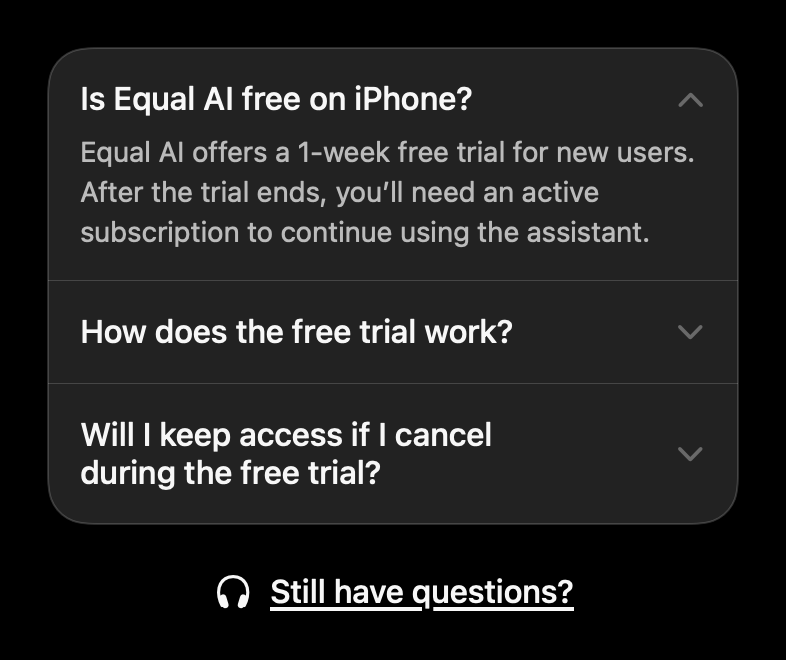 Is Equal AI free on iPhone?
Equal AI offers a 1-week free trial for new users.
After the trial ends, you’ll need an active
subscription to continue using the assistant.
How does the free trial work?
Will I keep access if I cancel
during the free trial?
Still have questions?